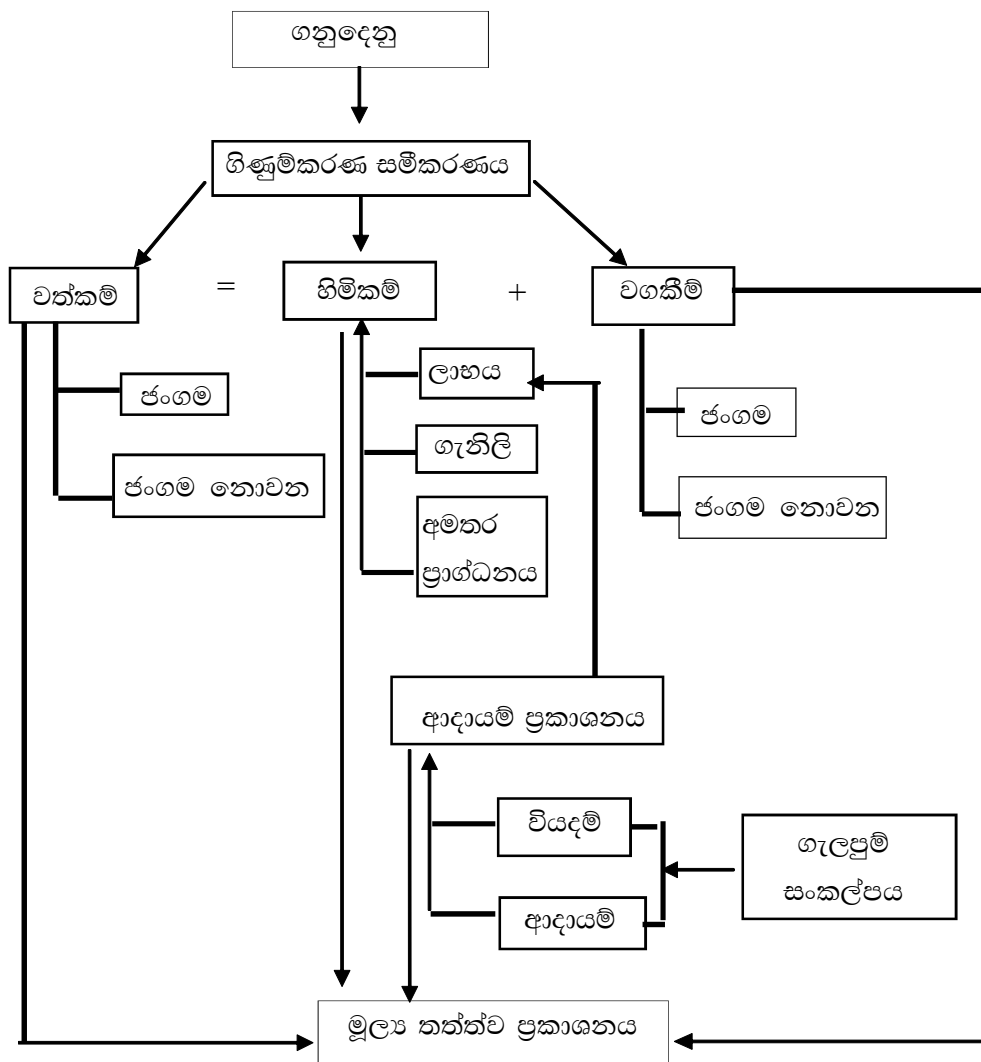 ගනුදෙනු
ගිණුම්කරණ සමීකරණය
වත්කම්
=
හිමිකම්
+
වගකීම්
ලාභය
ජංගම
ජංගම
ගැනිලි
ජංගම නොවන
ජංගම නොවන
අමතර
ප්‍රාග්ධනය
ආදායම් ප්‍රකාශනය
වියදම්
ගැලපුම්
සංකල්පය
ආදායම්
මූල්‍ය තත්ත්ව ප්‍රකාශනය